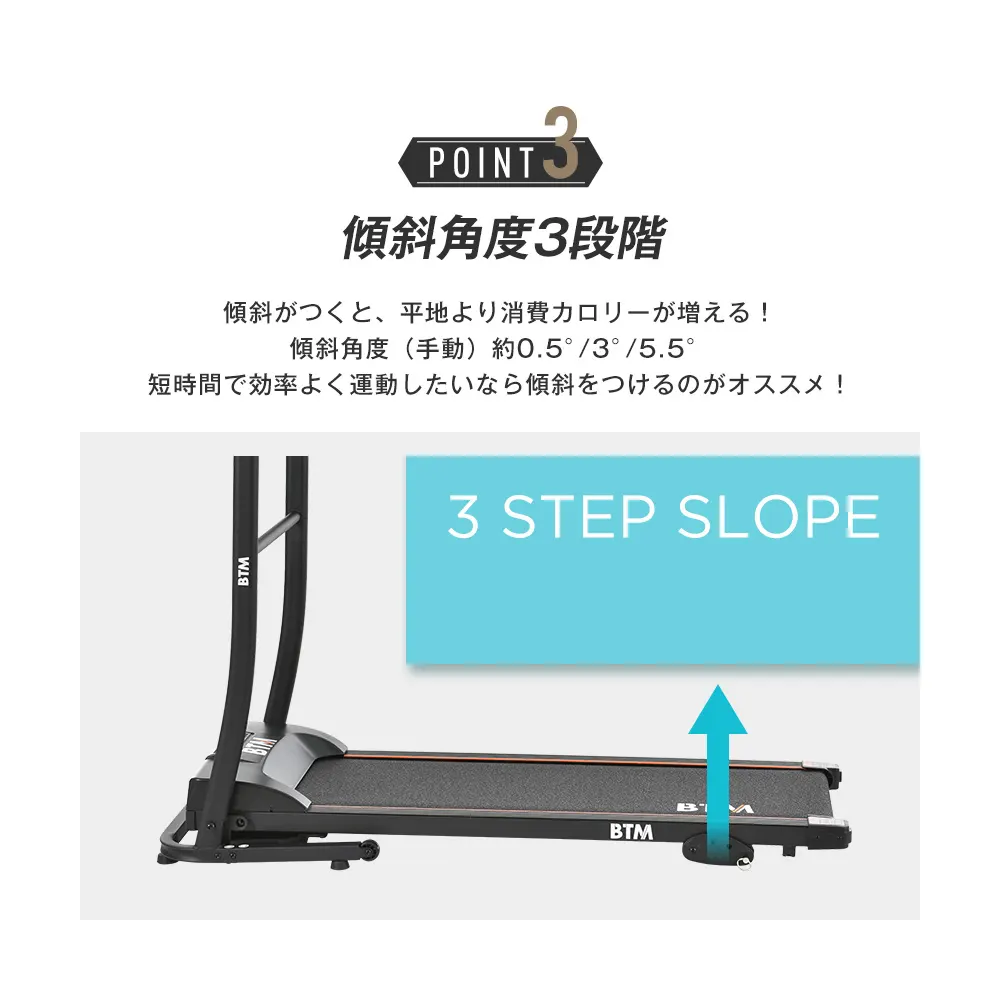 POINT 3
傾斜角度3段階
傾斜がつくと、平地より消費カロリーが増える！
傾斜角度（手動）約0.5°/3°/5.5°
短時間で効率よく運動したいなら傾斜をつけるのがオススメ！
3 STEP SLOPE
BTM
BTM
BTM
BTM